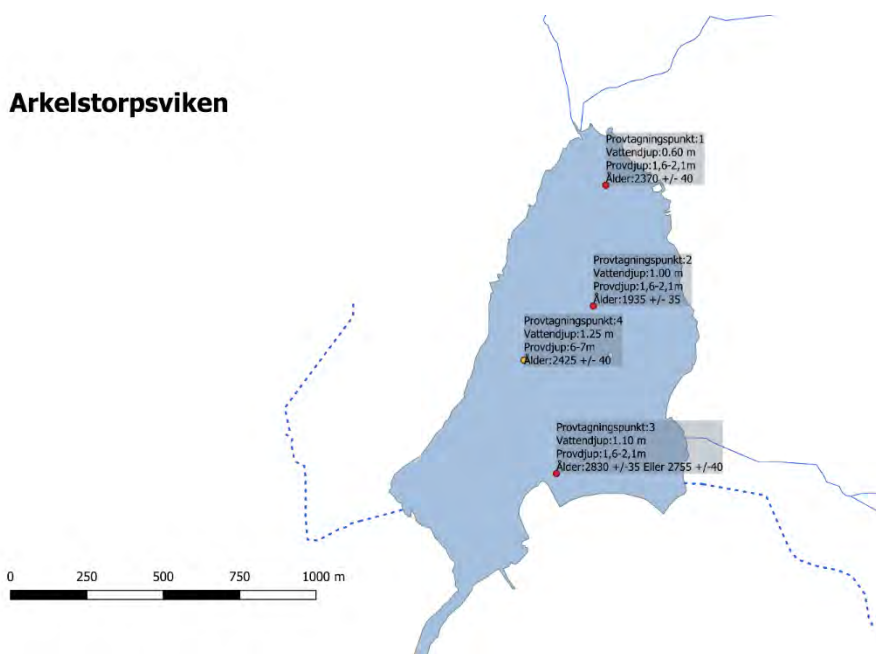 Arkelstorpsviken
Provtagningspunkt:1
Vattendjup:0.60 m
Provdjup:1,6-2,1m
Ålder:2370 +/- 40
Provtagningspunkt:2
Vattendjup:1.00 m
Provdjup:1,6-2,1m
Ålder:1935 +/- 35
Provtagningspunkt:4
Vattendjup:1.25 m
Provdjup:6-7m
Ålder:2425 +/- 40
Provtagningspunkt:3
Vattendjup:1.10 m
Provdjup:1,6-2,1m
Ålder:2830 +/-35 Eller 2755 +/-40
0 250 500 750 1000 m